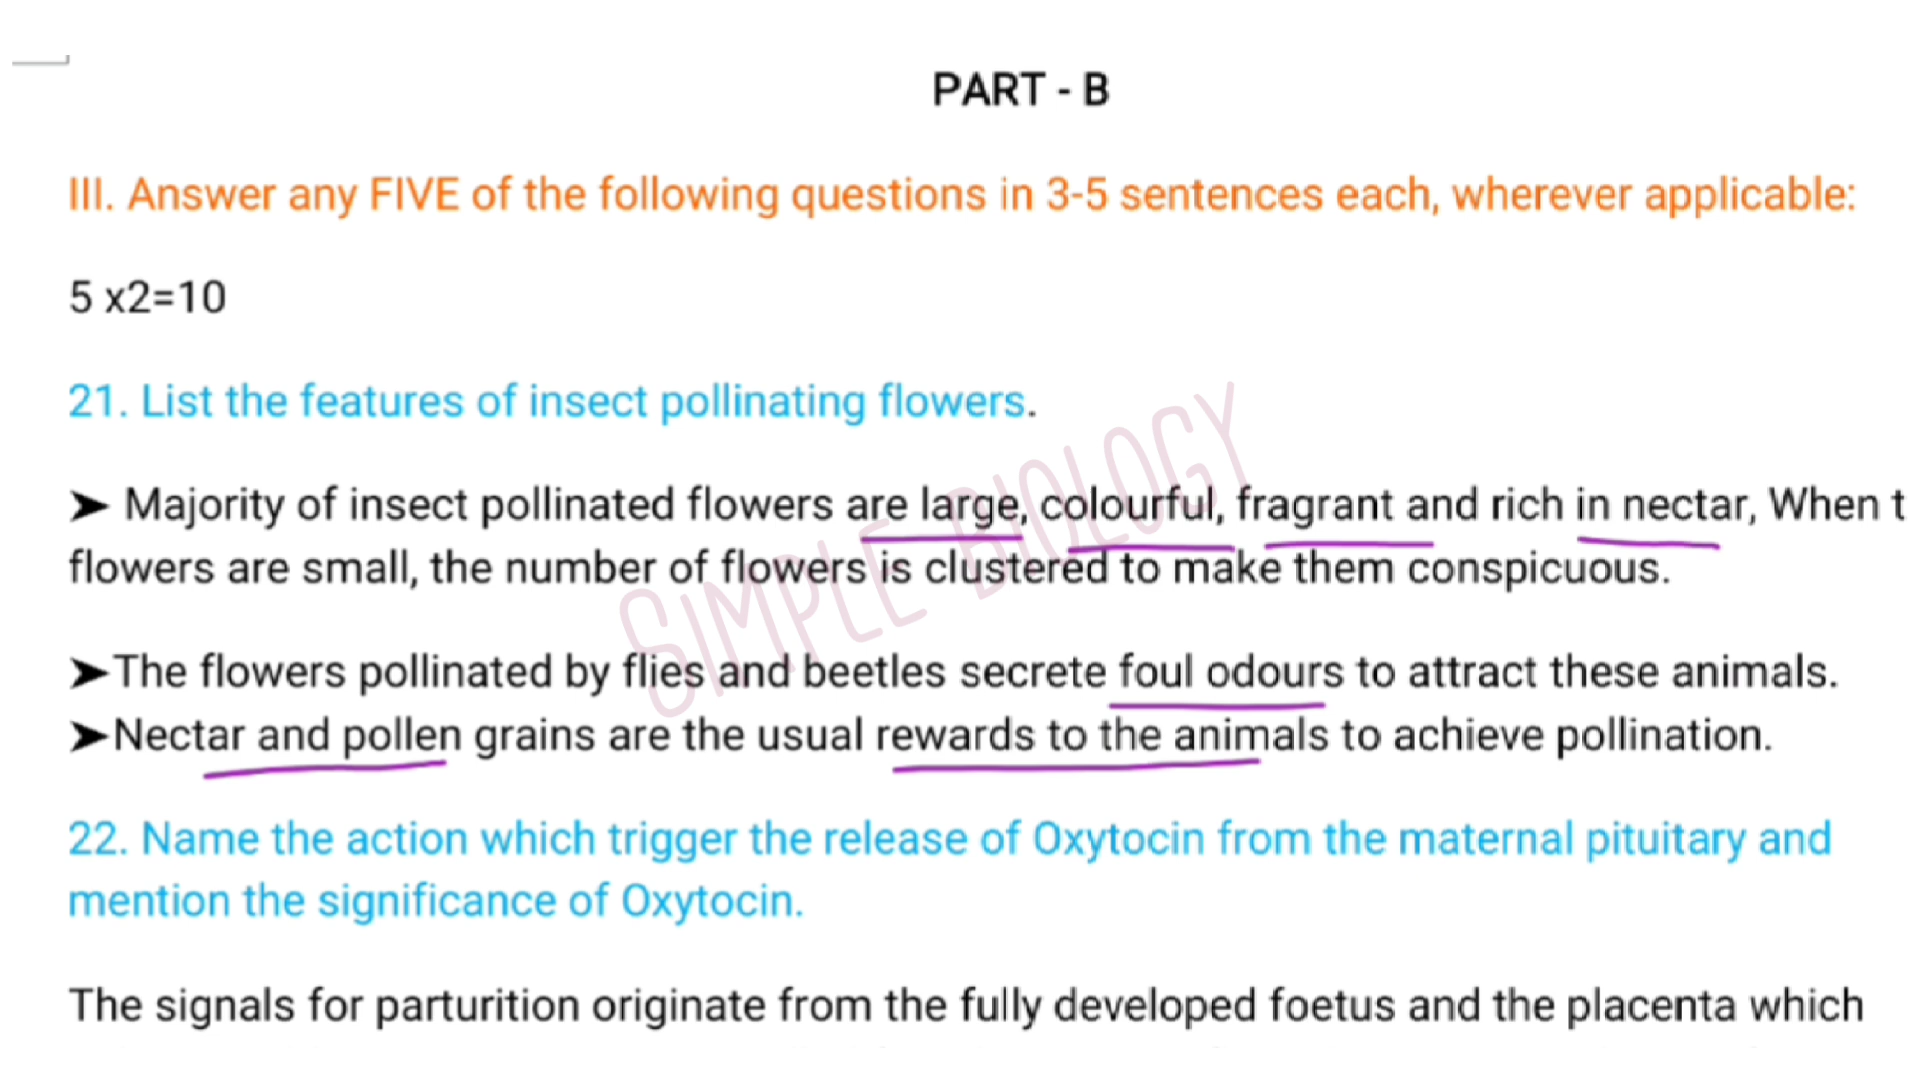 PART - B
III. Answer any FIVE of the following questions in 3-5 sentences each, wherever applicable:
5 x2=10
21. List the features of insect pollinating flowers.
➤ Majority of insect pollinated flowers are large, colourful, fragrant and rich in nectar, When t
flowers are small, the number of flowers is clustered to make them conspicuous.
➤The flowers pollinated by flies and beetles secrete foul odours to attract these animals.
➤Nectar and pollen grains are the usual rewards to the animals to achieve pollination.
22. Name the action which trigger the release of Oxytocin from the maternal pituitary and
mention the significance of Oxytocin.
The signals for parturition originate from the fully developed foetus and the placenta which
SIMPLE BIOLOGY